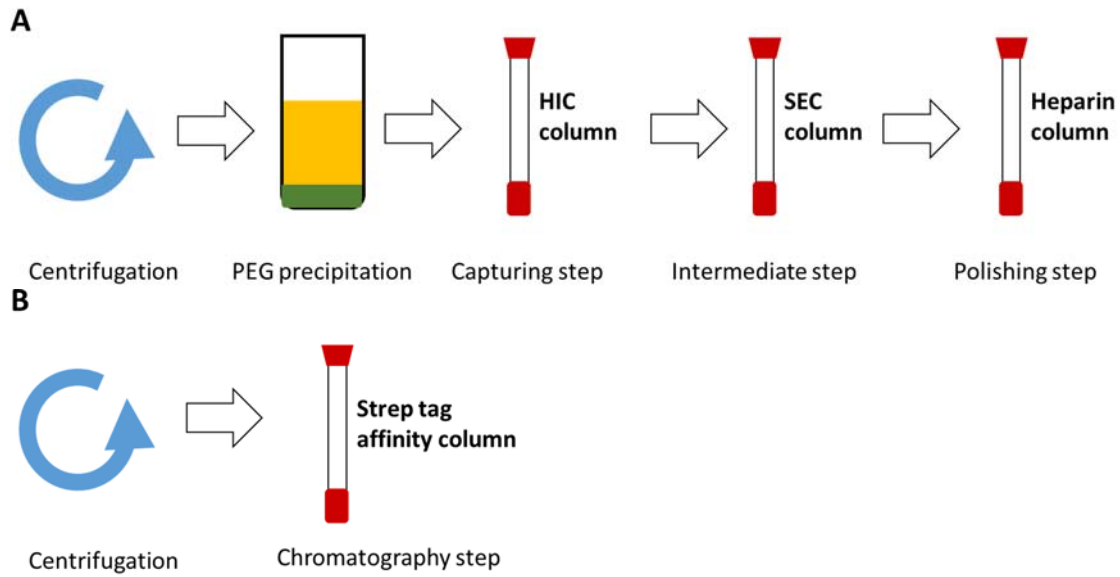 A
HIC
column
SEC
column
Heparin
column
Centrifugation
PEG precipitation
Capturing step
Intermediate step
Polishing step
B
Strep tag
affinity column
Centrifugation
Chromatography step